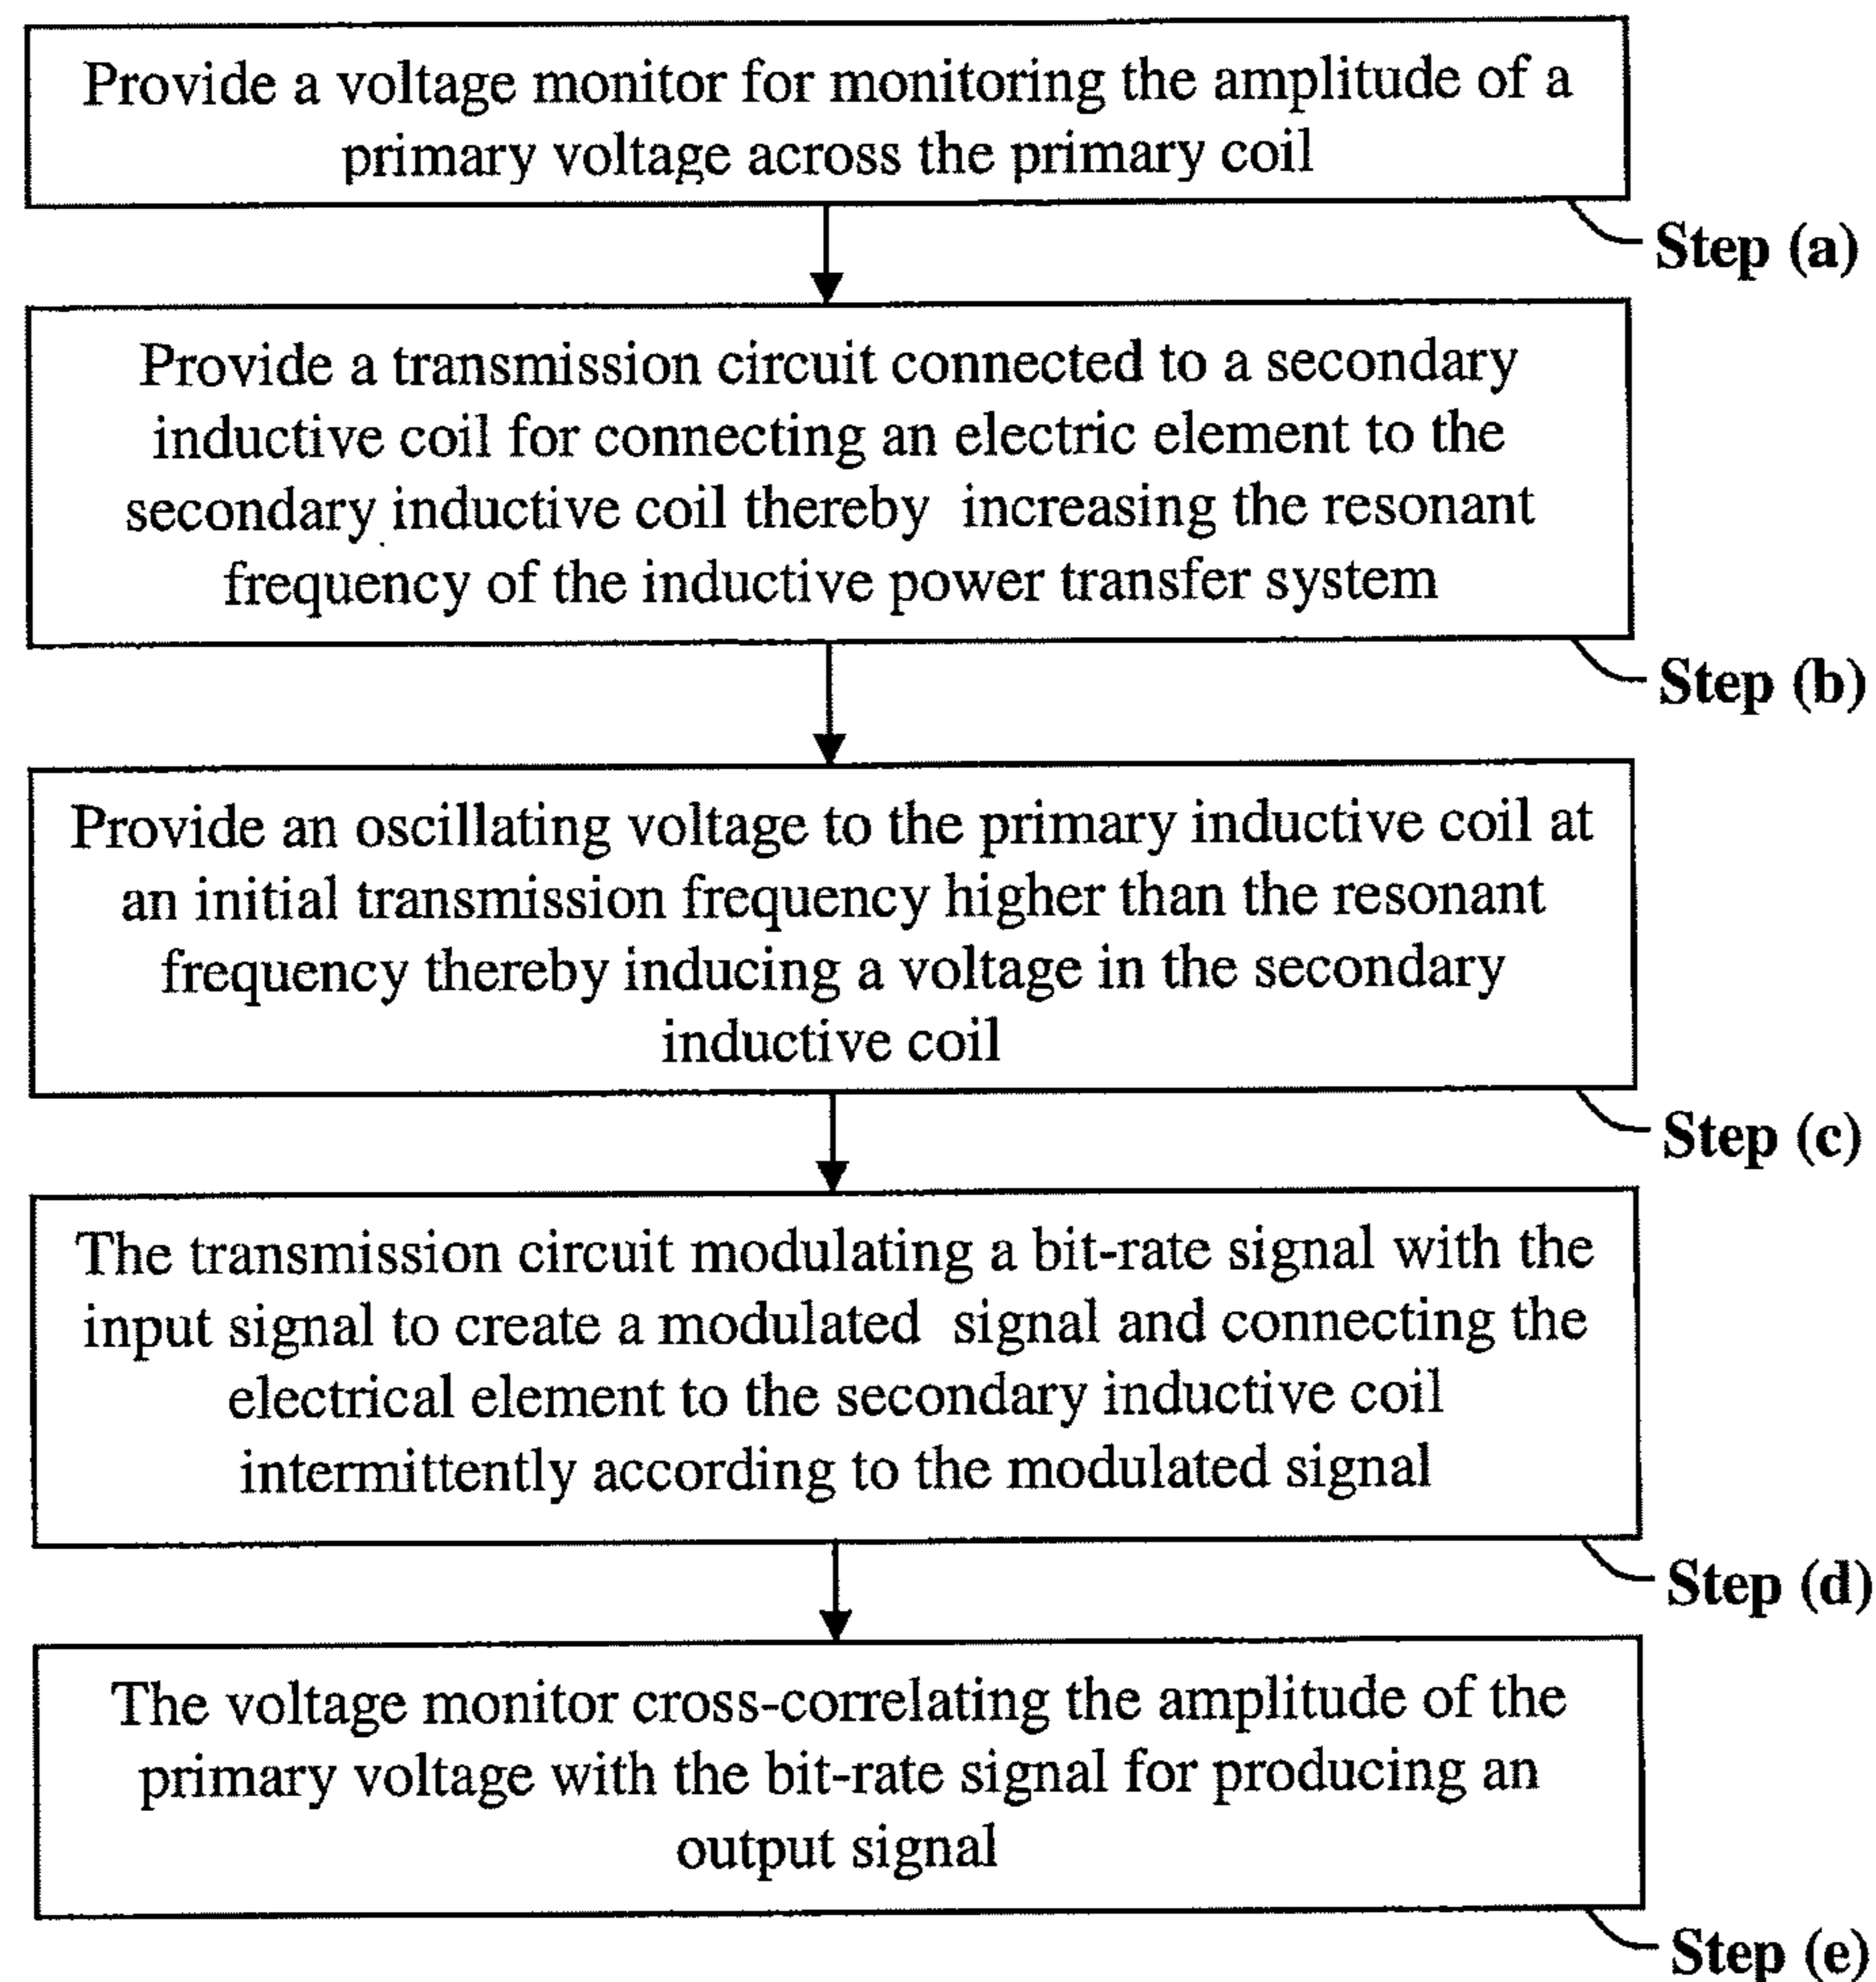 Provide a voltage monitor for monitoring the amplitude of a
primary voltage across the primary coil
Step (a)
Provide a transmission circuit connected to a secondary
inductive coil for connecting an electric element to the
secondary inductive coil thereby increasing the resonant
frequency of the inductive power transfer system
Step (b)
Provide an oscillating voltage to the primary inductive coil at
an initial transmission frequency higher than the resonant
frequency thereby inducing a voltage in the secondary
inductive coil
Step (c)
The transmission circuit modulating a bit-rate signal with the
input signal to create a modulated signal and connecting the
electrical element to the secondary inductive coil
intermittently according to the modulated signal
Step (d)
The voltage monitor cross-correlating the amplitude of the
primary voltage with the bit-rate signal for producing an
output signal
Step (e)